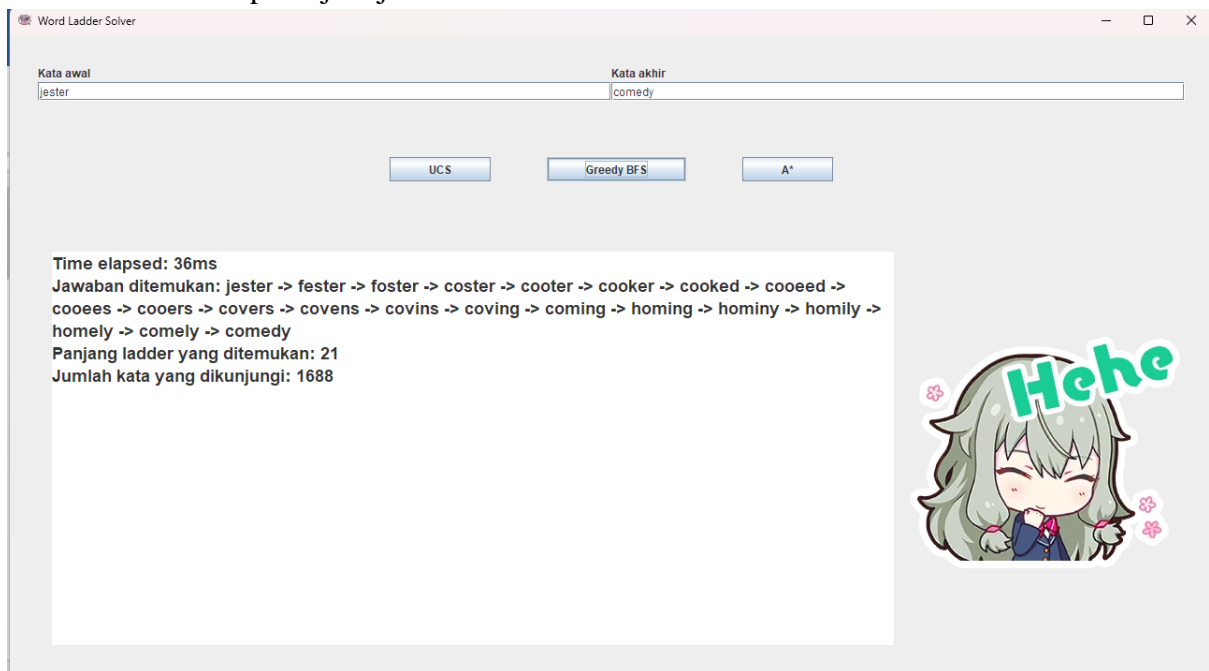 Word Ladder Solver
Kata awal
Kata akhir
jester
comedy
UCS
Greedy BFS
A*
Time elapsed: 36ms
Jawaban ditemukan: jester -> fester -> foster -> coster -> cooter -> cooker -> cooked -> cooeed ->
cooees -> cooers -> covers -> covens -> covins -> coving -> coming -> homing -> hominy -> homily ->
homely -> comely -> comedy
Panjang ladder yang ditemukan: 21
Jumlah kata yang dikunjungi: 1688
Hehe